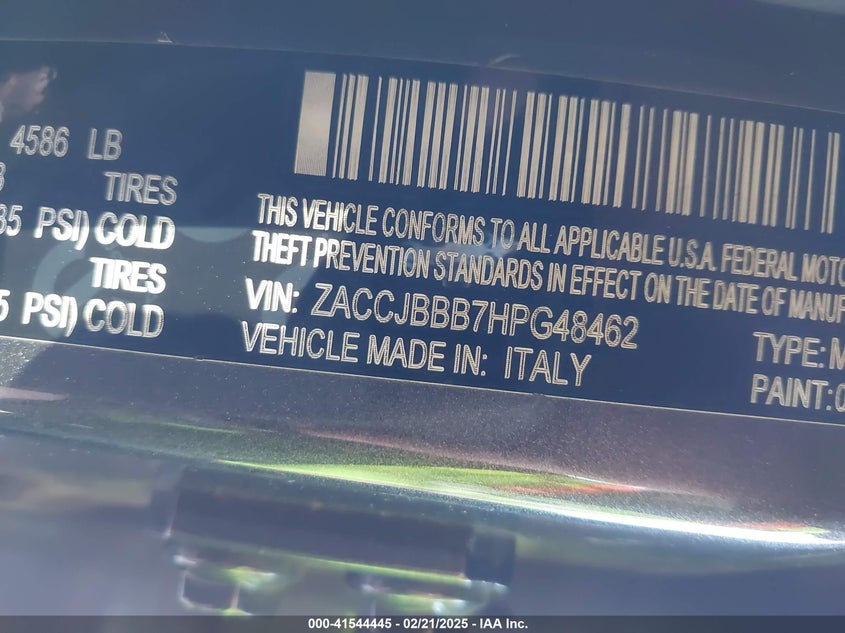 4586 LB
TIRES
PSI) COLD
TIRES
5 PSI) COLD
THIS VEHICLE CONFORMS TO ALL APPLICABLE U.S.A. FEDERAL MOTO
THEFT PREVENTION STANDARDS IN EFFECT ON THE DATE OF MANUF
VIN: ZACCJBBB7HPG48462
VEHICLE MADE IN: ITALY
TYPE: M
PAINT: 0
000-41544445 - 02/21/2025 - IAA Inc.